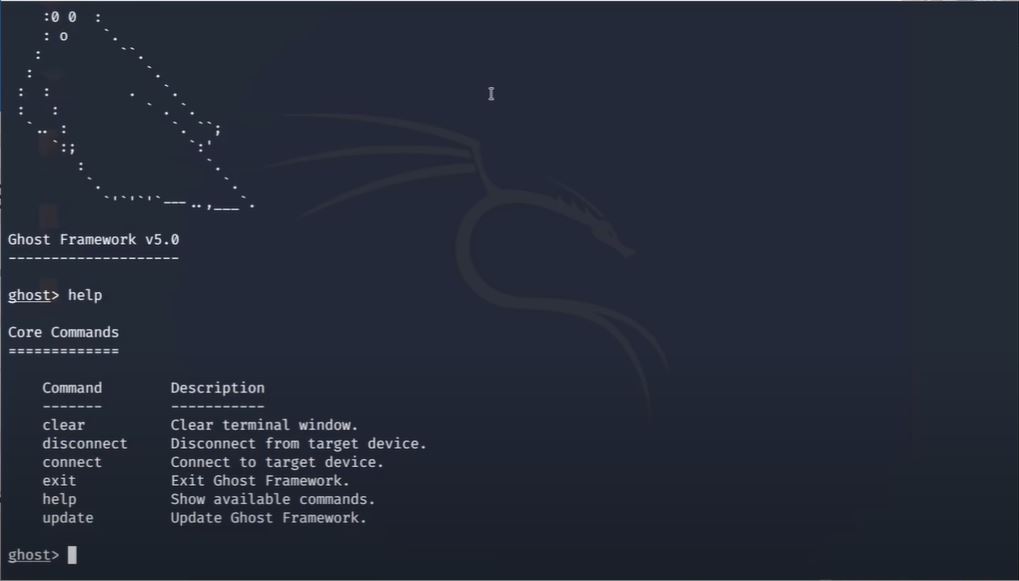 :0 0  :
: o
Ghost Framework v5.0
--------------------
ghost> help
Core Commands
=============
Command        Description
-------        -----------
clear          Clear terminal window.
disconnect     Disconnect from target device.
connect        Connect to target device.
exit           Exit Ghost Framework.
help           Show available commands.
update         Update Ghost Framework.
ghost>